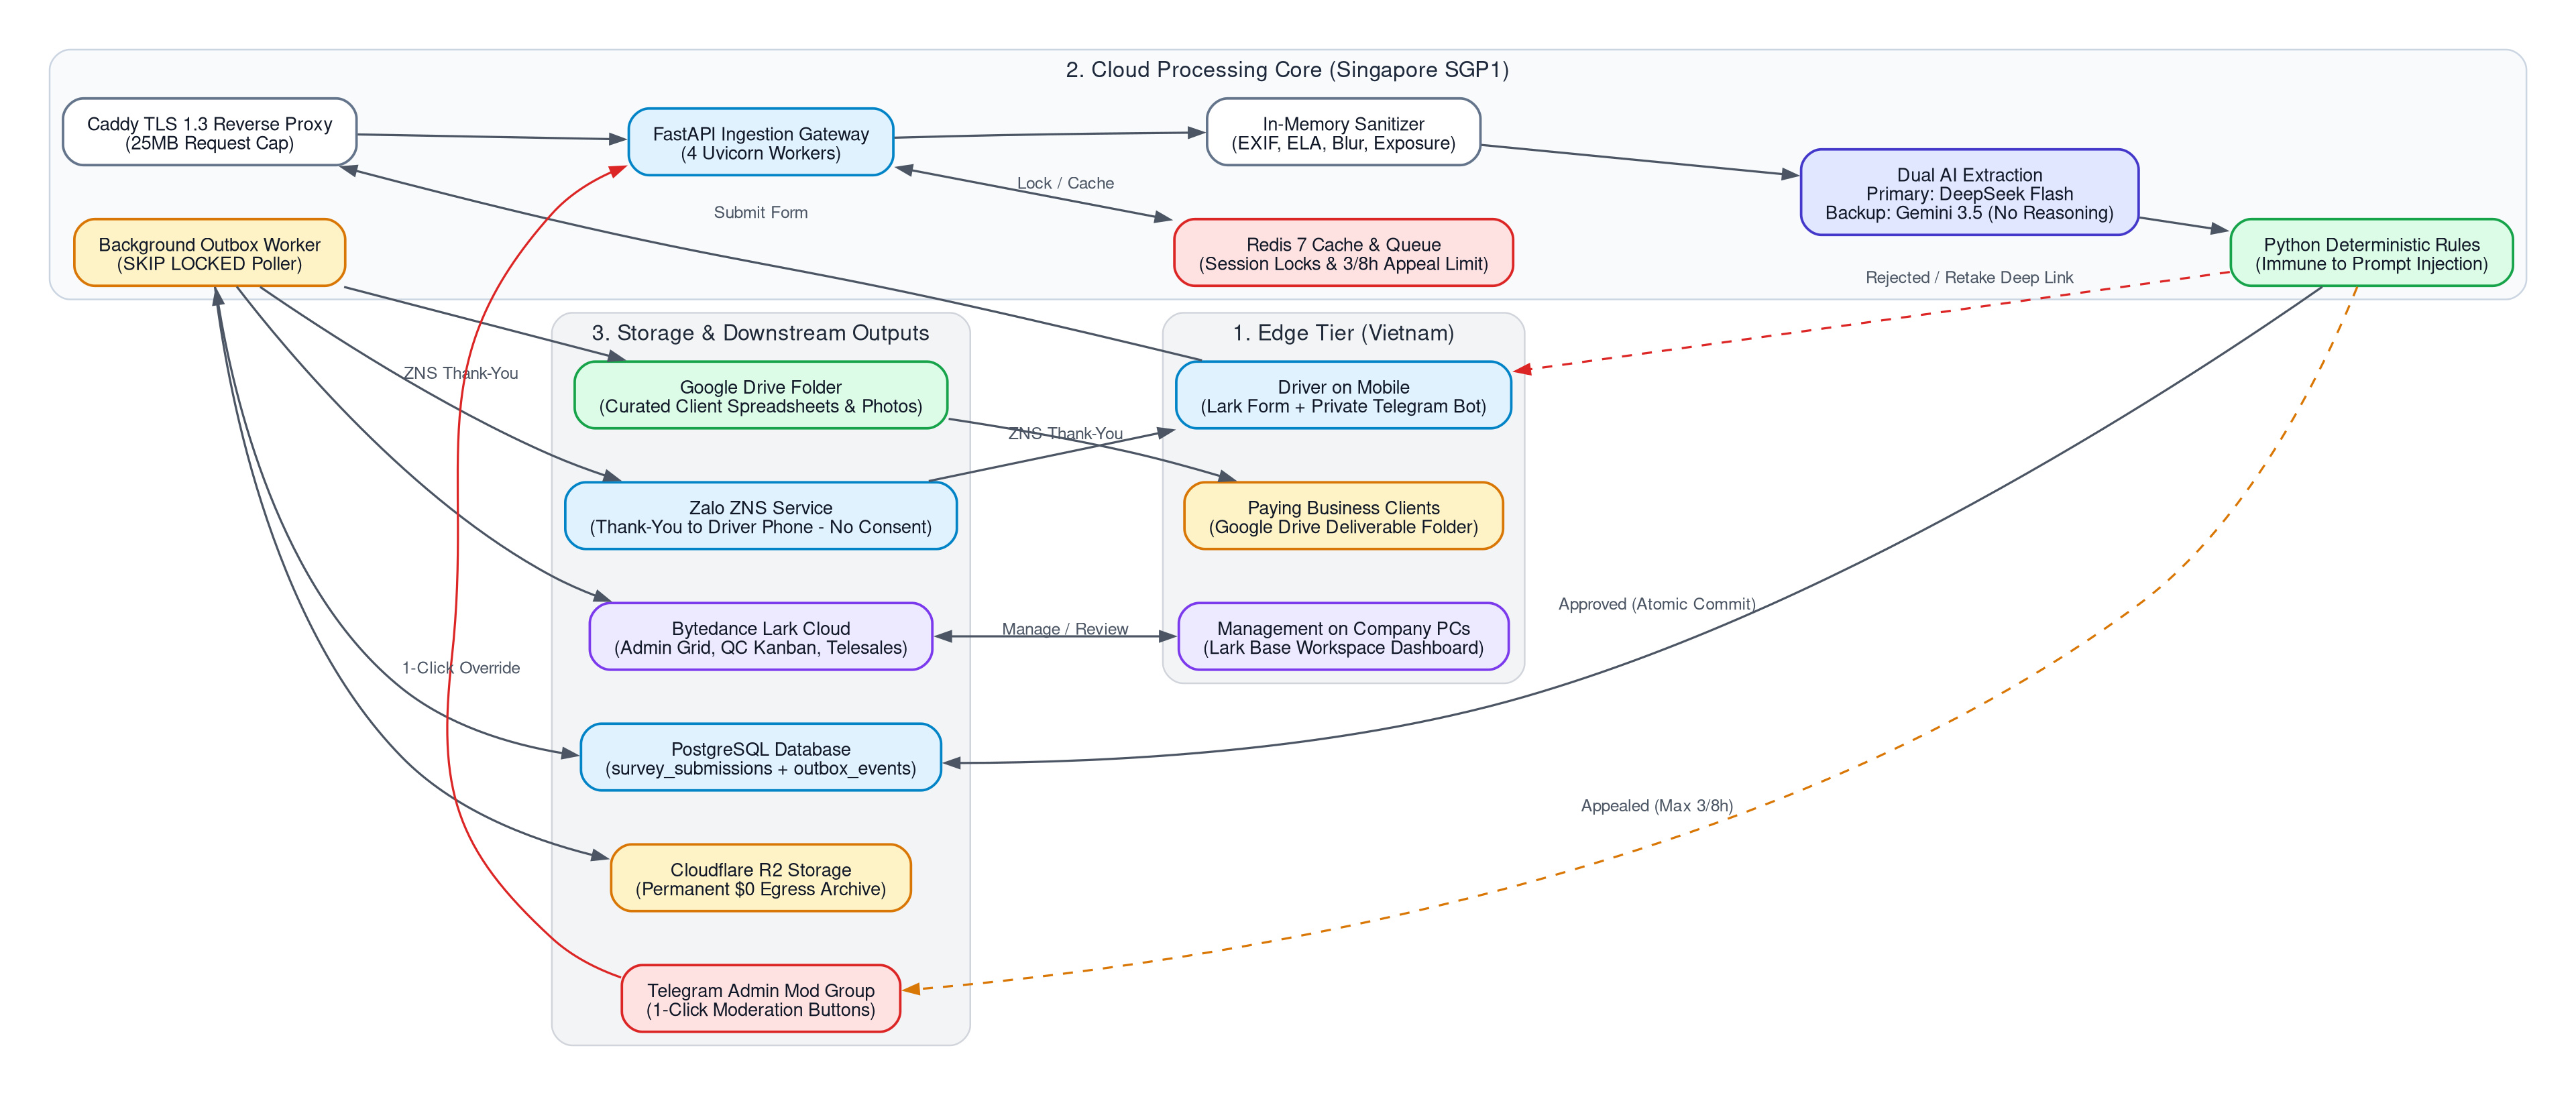 2. Cloud Processing Core (Singapore SGP1)
Caddy TLS 1.3 Reverse Proxy
(25MB Request Cap)
FastAPI Ingestion Gateway
(4 Uvicorn Workers)
In-Memory Sanitizer
(EXIF, ELA, Blur, Exposure)
Dual AI Extraction
Primary: DeepSeek Flash
Backup: Gemini 3.5 (No Reasoning)
Lock / Cache
Submit Form
Background Outbox Worker
(SKIP LOCKED Poller)
Redis 7 Cache & Queue
(Session Locks & 3/8h Appeal Limit)
Python Deterministic Rules
(Immune to Prompt Injection)
Rejected / Retake Deep Link
3. Storage & Downstream Outputs
1. Edge Tier (Vietnam)
ZNS Thank-You
Google Drive Folder
(Curated Client Spreadsheets & Photos)
Driver on Mobile
(Lark Form + Private Telegram Bot)
ZNS Thank-You
Zalo ZNS Service
(Thank-You to Driver Phone - No Consent)
Paying Business Clients
(Google Drive Deliverable Folder)
Approved (Atomic Commit)
Bytedance Lark Cloud
(Admin Grid, QC Kanban, Telesales)
Manage / Review
Management on Company PCs
(Lark Base Workspace Dashboard)
1-Click Override
PostgreSQL Database
(survey_submissions + outbox_events)
Appealed (Max 3/8h)
Cloudflare R2 Storage
(Permanent $0 Egress Archive)
Telegram Admin Mod Group
(1-Click Moderation Buttons)